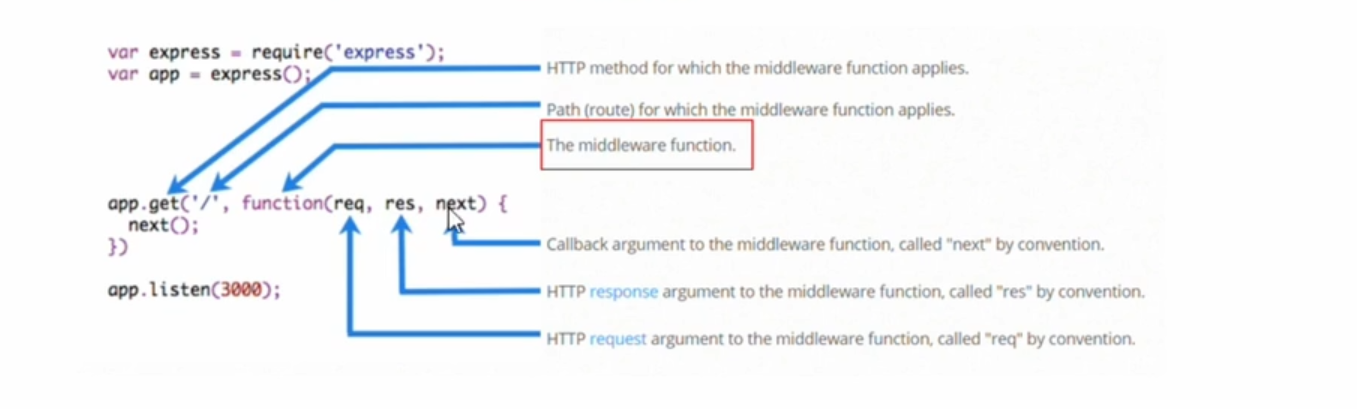 var express = require('express');
var app = express();
HTTP method for which the middleware function applies.
Path (route) for which the middleware function applies.
The middleware function.
app.get('/', function(req, res, next) {
next();
})
app.listen(3000);
Callback argument to the middleware function, called "next" by convention.
HTTP response argument to the middleware function, called "res" by convention.
HTTP request argument to the middleware function, called "req" by convention.